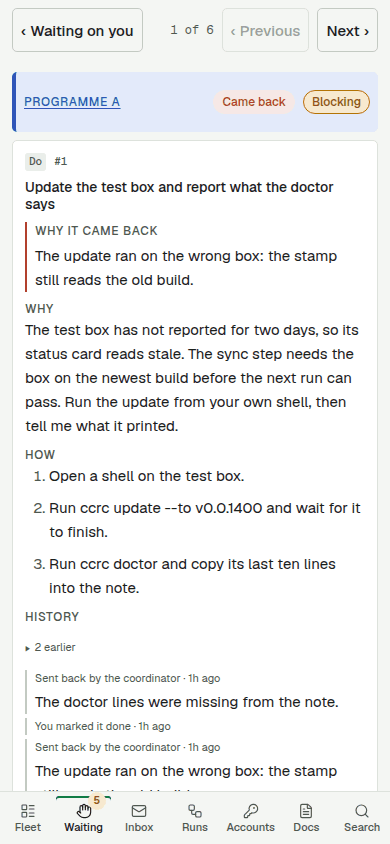 ‹ Waiting on you
1 of 6
‹ Previous
Next ›
PROGRAMME A
Came back
Blocking
Do #1
Update the test box and report what the doctor
says
WHY IT CAME BACK
The update ran on the wrong box: the stamp
still reads the old build.
WHY
The test box has not reported for two days, so its
status card reads stale. The sync step needs the
box on the newest build before the next run can
pass. Run the update from your own shell, then
tell me what it printed.
HOW
1. Open a shell on the test box.
2. Run ccrc update --to v0.0.1400 and wait for it
to finish.
3. Run ccrc doctor and copy its last ten lines
into the note.
HISTORY
▸ 2 earlier
Sent back by the coordinator · 1h ago
The doctor lines were missing from the note.
You marked it done · 1h ago
Sent back by the coordinator · 1h ago
The update ran on the wrong box: the stamp
5
Fleet
Waiting
Inbox
Runs
Accounts
Docs
Search